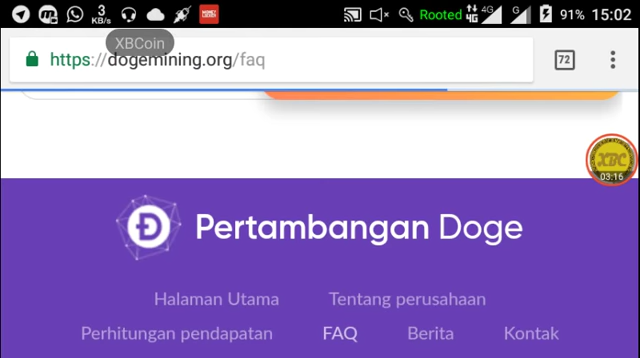 3 KB/s Rooted 4G 4G G 91% 15:02
XBCoin
https://dogemining.org/faq 72
XBC
03:16
Pertambangan Doge
Halaman Utama Tentang perusahaan
Perhitungan pendapatan FAQ Berita Kontak